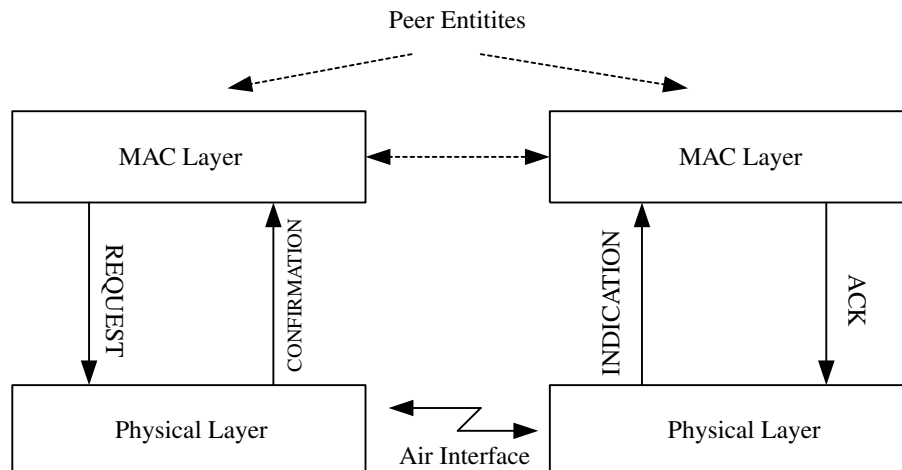 Peer Entitites
MAC Layer
MAC Layer
REQUEST
CONFIRMATION
INDICATION
ACK
Physical Layer
Physical Layer
Air Interface